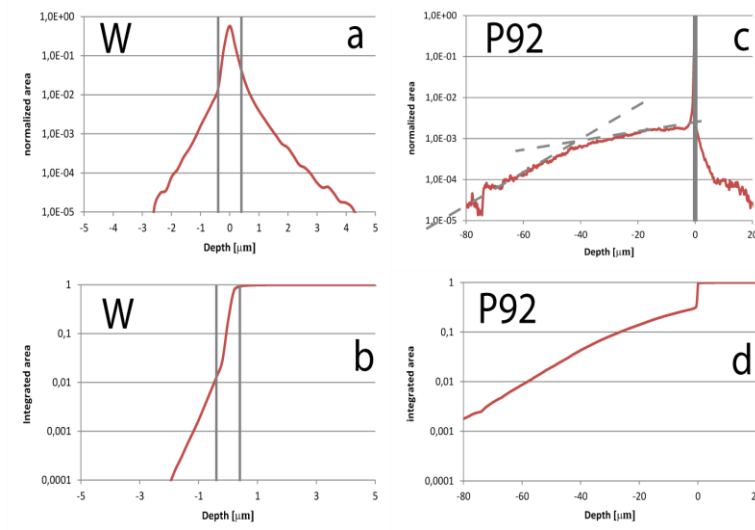 W
a
normalized area
1,0E+00
1,0E-01
1,0E-02
1,0E-03
1,0E-04
1,0E-05
-5 -4 -3 -2 -1 0 1 2 3 4 5
Depth [μm]
P92
c
normalized area
1,0E+00
1,0E-01
1,0E-02
1,0E-03
1,0E-04
1,0E-05
-80 -60 -40 -20 0 20
Depth [μm]
W
b
Integrated area
1
0,1
0,01
0,001
0,0001
-5 -3 -1 1 3 5
Depth [μm]
P92
d
integrated area
1
0,1
0,01
0,001
0,0001
-80 -60 -40 -20 0 20
Depth [μm]